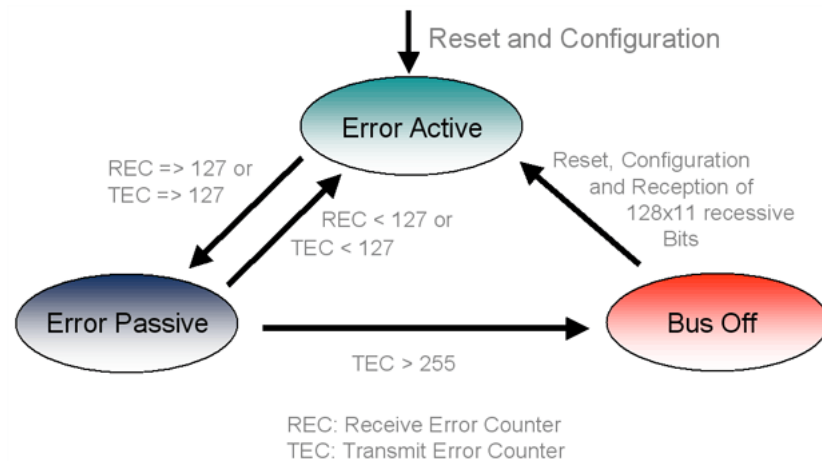 Reset and Configuration
Error Active
REC => 127 or
TEC => 127
REC < 127 or
TEC < 127
Reset, Configuration
and Reception of
128x11 recessive
Bits
Error Passive
Bus Off
TEC > 255
REC: Receive Error Counter
TEC: Transmit Error Counter